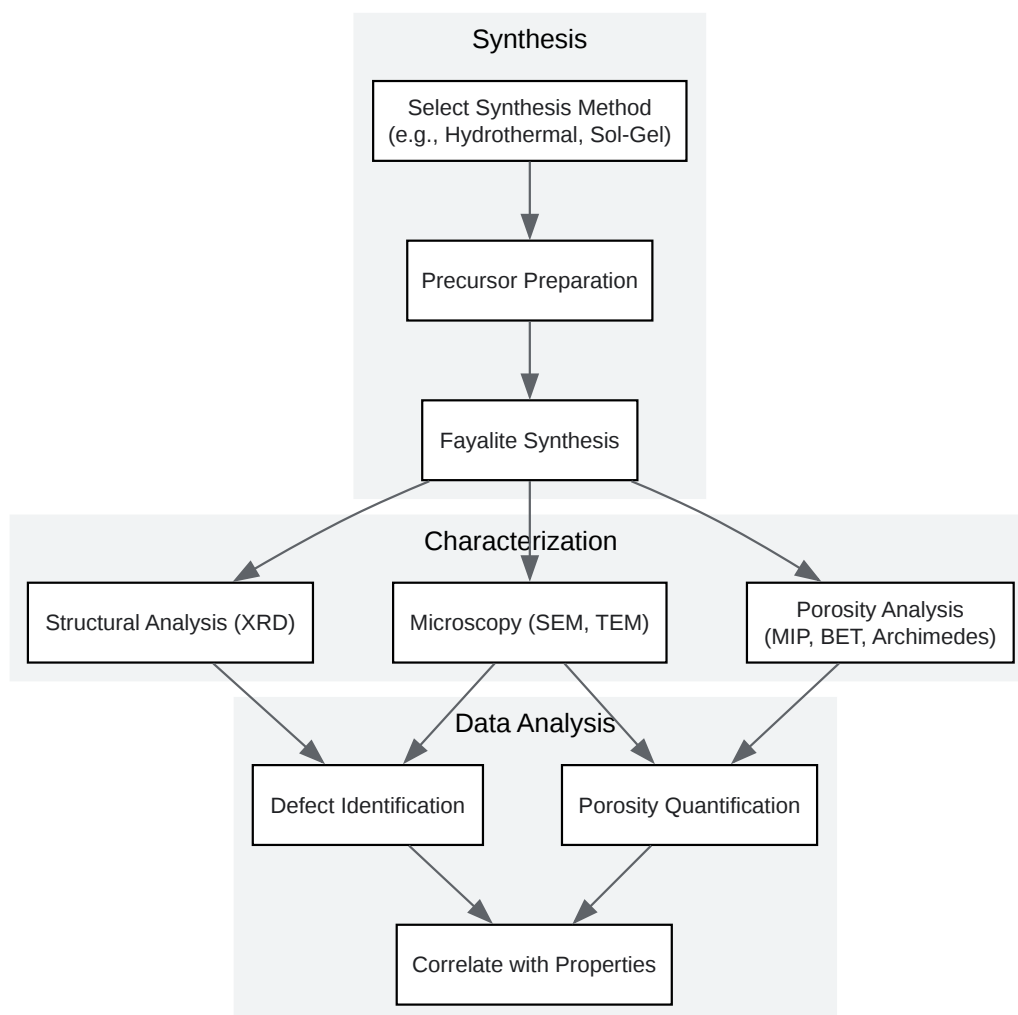 Synthesis
Select Synthesis Method
(e.g., Hydrothermal, Sol-Gel)
Precursor Preparation
Fayalite Synthesis
Characterization
Structural Analysis (XRD)
Microscopy (SEM, TEM)
Porosity Analysis
(MIP, BET, Archimedes)
Data Analysis
Defect Identification
Porosity Quantification
Correlate with Properties